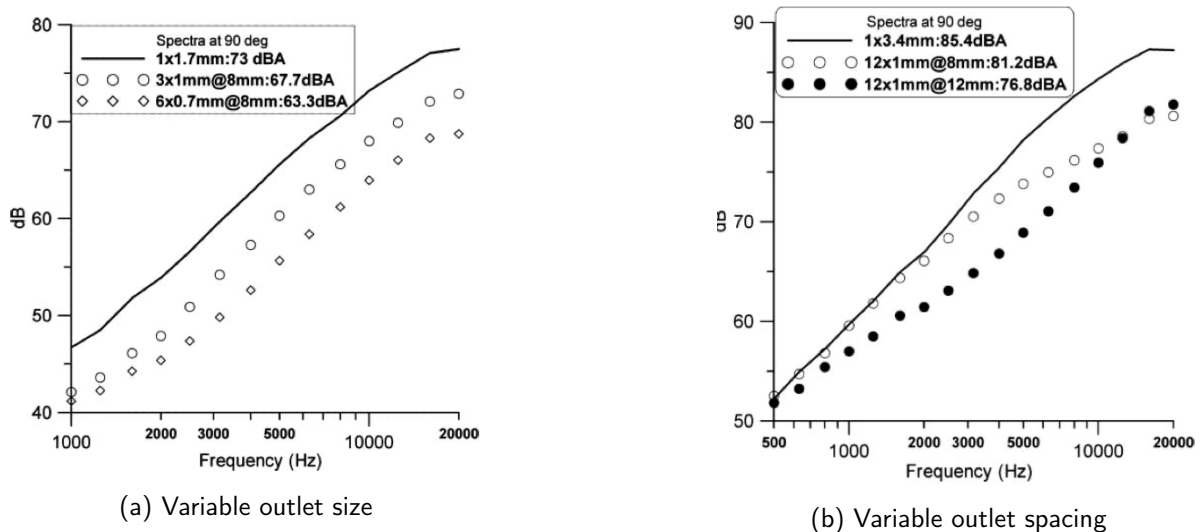 80
70
60
50
40
dB
Spectra at 90 deg
1x1.7mm:73 dBA
3x1mm@8mm:67.7dBA
6x0.7mm@8mm:63.3dBA
1000
2000
3000
5000
10000
20000
Frequency (Hz)
(a) Variable outlet size
90
80
70
60
50
dB
Spectra at 90 deg
1x3.4mm:85.4dBA
12x1mm@8mm:81.2dBA
12x1mm@12mm:76.8dBA
500
1000
2000
3000
5000
10000
20000
Frequency (Hz)
(b) Variable outlet spacing